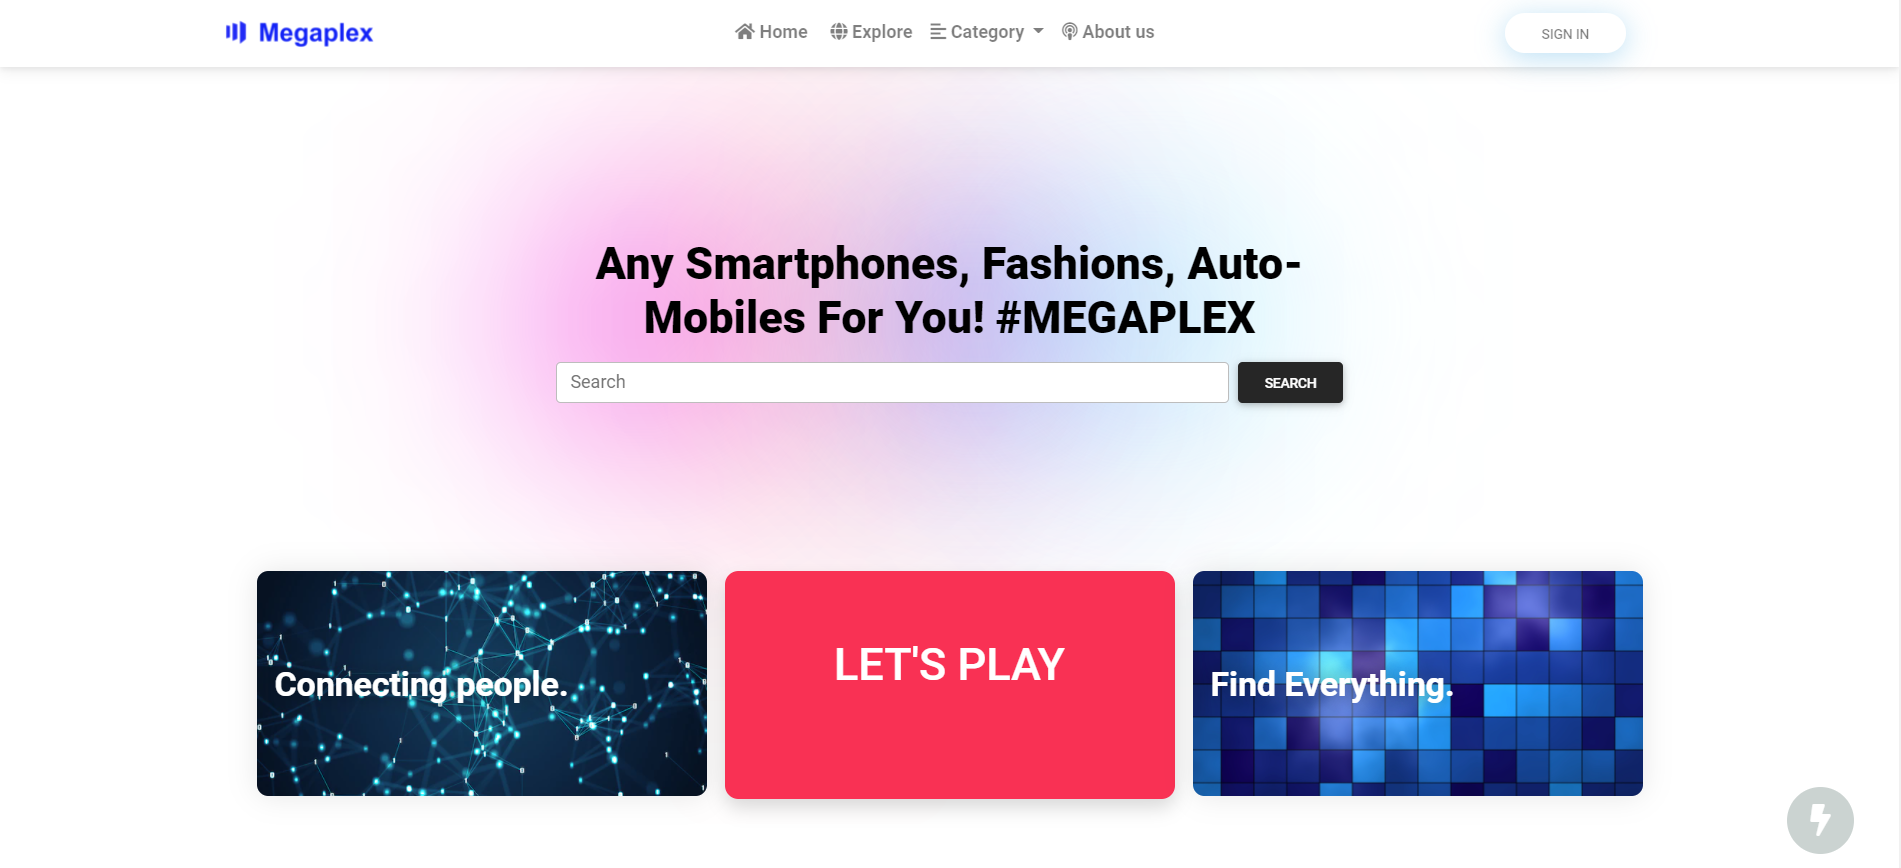 Megaplex
Home
Explore
Category
About us
SIGN IN
Any Smartphones, Fashions, Auto-
Mobiles For You! #MEGAPLEX
Search
SEARCH
Connecting people.
LET'S PLAY
Find Everything.